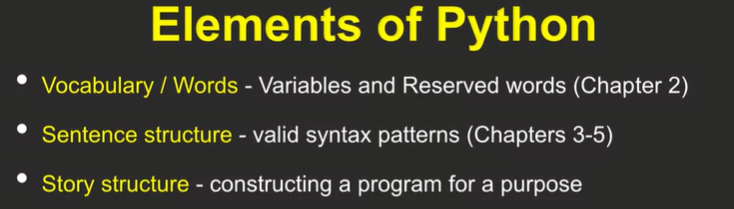 Elements of Python
• Vocabulary / Words - Variables and Reserved words (Chapter 2)
• Sentence structure - valid syntax patterns (Chapters 3-5)
• Story structure - constructing a program for a purpose